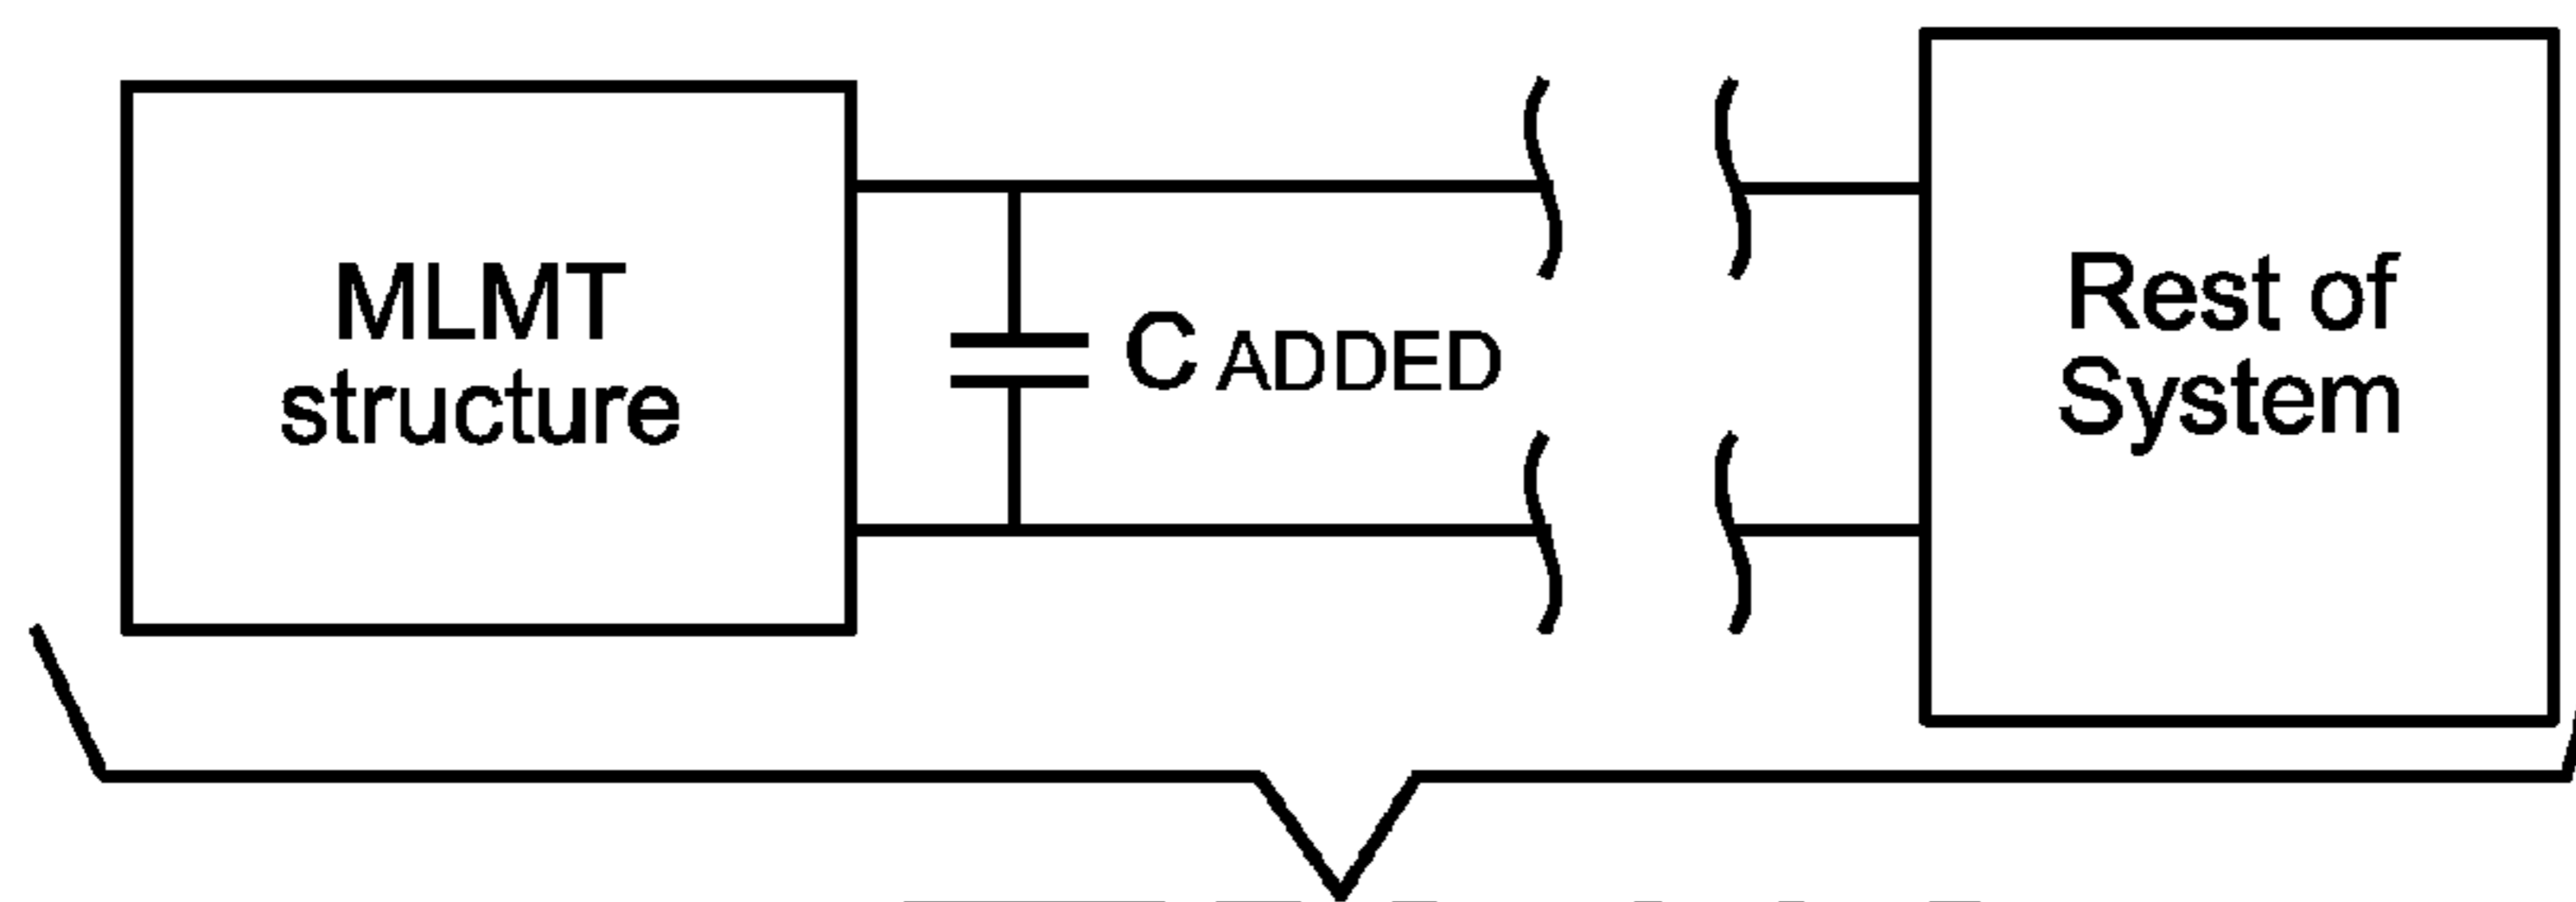 MLMT
structure
C ADDED
Rest of
System